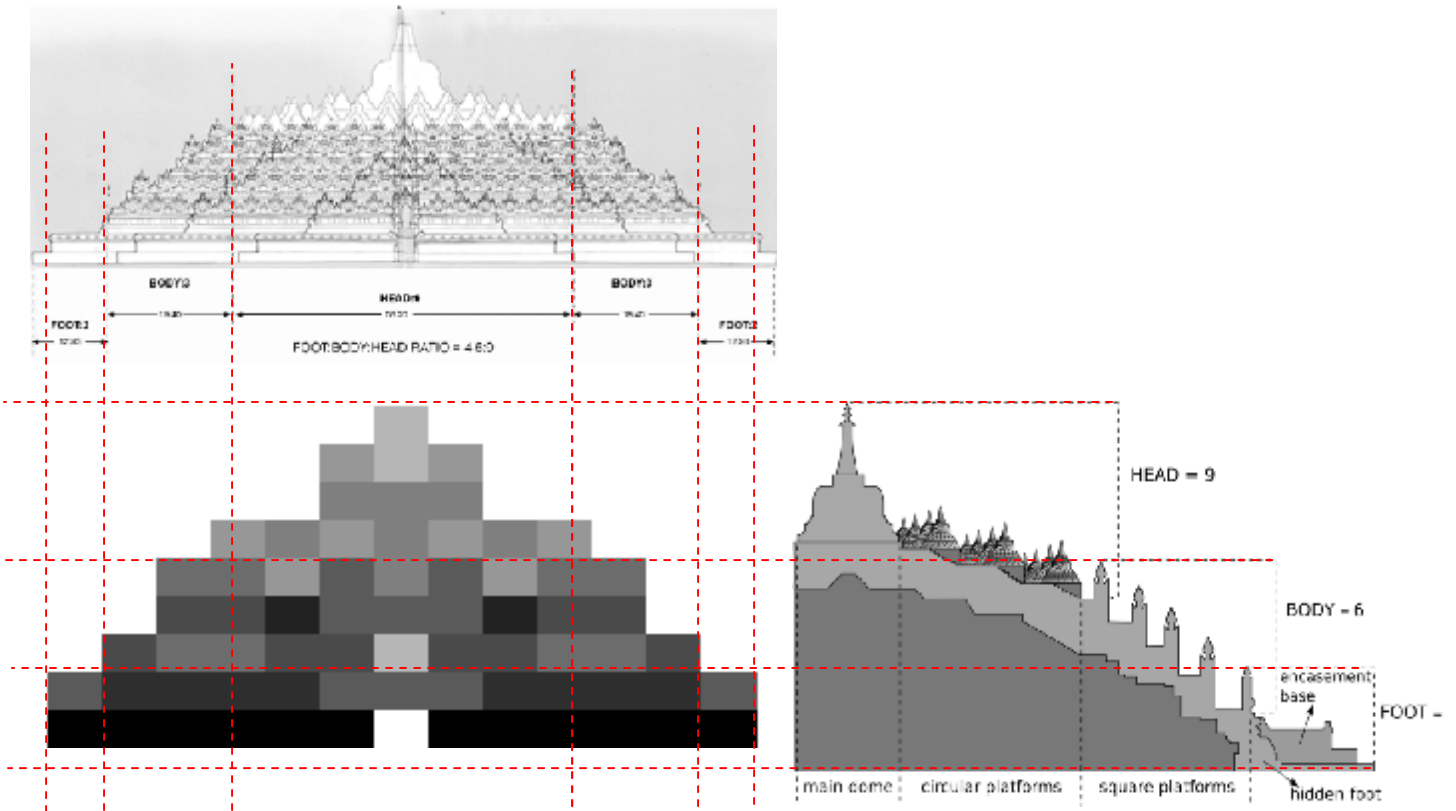 BODY:3
BODY:3
HEAD:9
FOOT:2
FOOT:2
FOOT:BODY:HEAD RATIO = 4:6:9
HEAD = 9
BODY = 6
encasement
base
FOOT =
main dome
circular platforms
square platforms
hidden foot